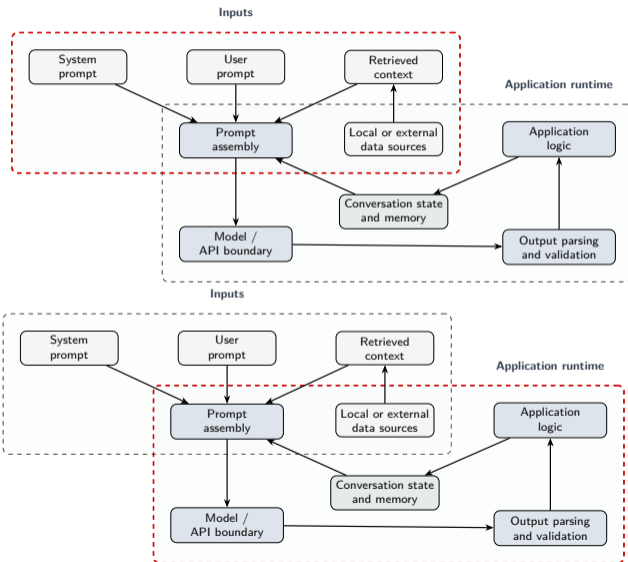 Inputs
System
prompt
User
prompt
Retrieved
context
Application runtime
Prompt
assembly
Local or external
data sources
Application
logic
Conversation state
and memory
Model /
API boundary
Output parsing
and validation
Inputs
System
prompt
User
prompt
Retrieved
context
Application runtime
Prompt
assembly
Local or external
data sources
Application
logic
Conversation state
and memory
Model /
API boundary
Output parsing
and validation